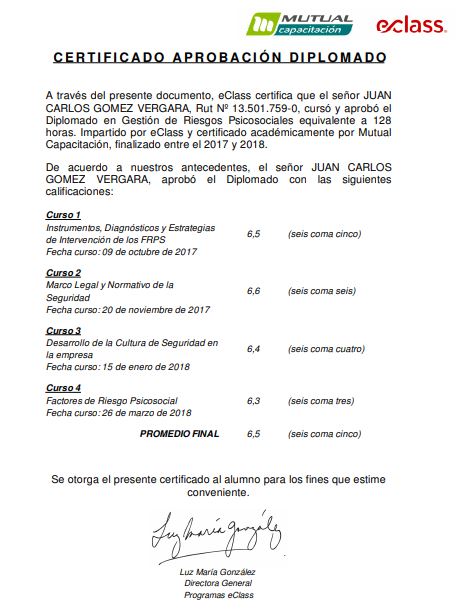 MUTUAL
capacitación
eclass
CERTIFICADO APROBACIÓN DIPLOMADO
A través del presente documento, eClass certifica que el señor JUAN
CARLOS GOMEZ VERGARA, Rut Nº 13.501.759-0, cursó y aprobó el
Diplomado en Gestión de Riesgos Psicosociales equivalente a 128
horas. Impartido por eClass y certificado académicamente por Mutual
Capacitación, finalizado entre el 2017 y 2018.
De acuerdo a nuestros antecedentes, el señor JUAN CARLOS
GOMEZ VERGARA, aprobó el Diplomado con las siguientes
calificaciones:
Curso 1
Instrumentos, Diagnósticos y Estrategias
de Intervención de los FRPS 6,5 (seis coma cinco)
Fecha curso: 09 de octubre de 2017
Curso 2
Marco Legal y Normativo de la
Seguridad 6,6 (seis coma seis)
Fecha curso: 20 de noviembre de 2017
Curso 3
Desarrollo de la Cultura de Seguridad en
la empresa 6,4 (seis coma cuatro)
Fecha curso: 15 de enero de 2018
Curso 4
Factores de Riesgo Psicosocial 6,3 (seis coma tres)
Fecha curso: 26 de marzo de 2018
PROMEDIO FINAL 6,5 (seis coma cinco)
Se otorga el presente certificado al alumno para los fines que estime
conveniente.
Luz María González
Luz María González
Directora General
Programas eClass